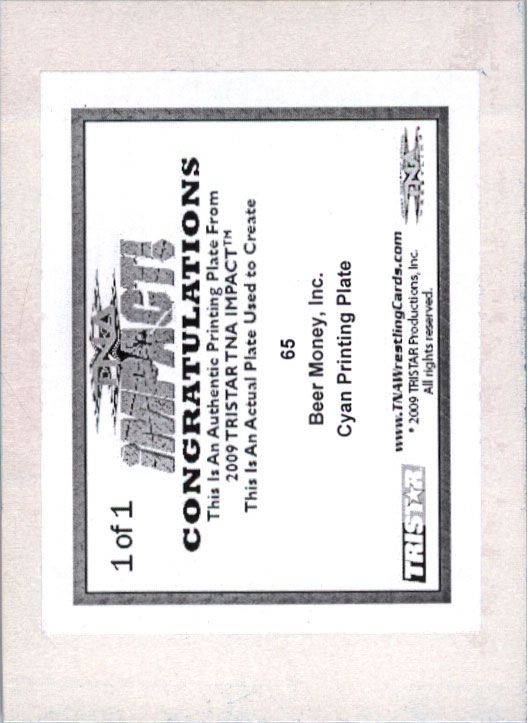 1 of 1
TNA
iMPACT!
CONGRATULATIONS
This Is An Authentic Printing Plate From
2009 TRISTAR TNA IMPACT™
This Is An Actual Plate Used to Create
65
Beer Money, Inc.
Cyan Printing Plate
TRISTAR
www.TNAWrestlingCards.com
* 2009 TRISTAR Productions, Inc.
All rights reserved.
TNA